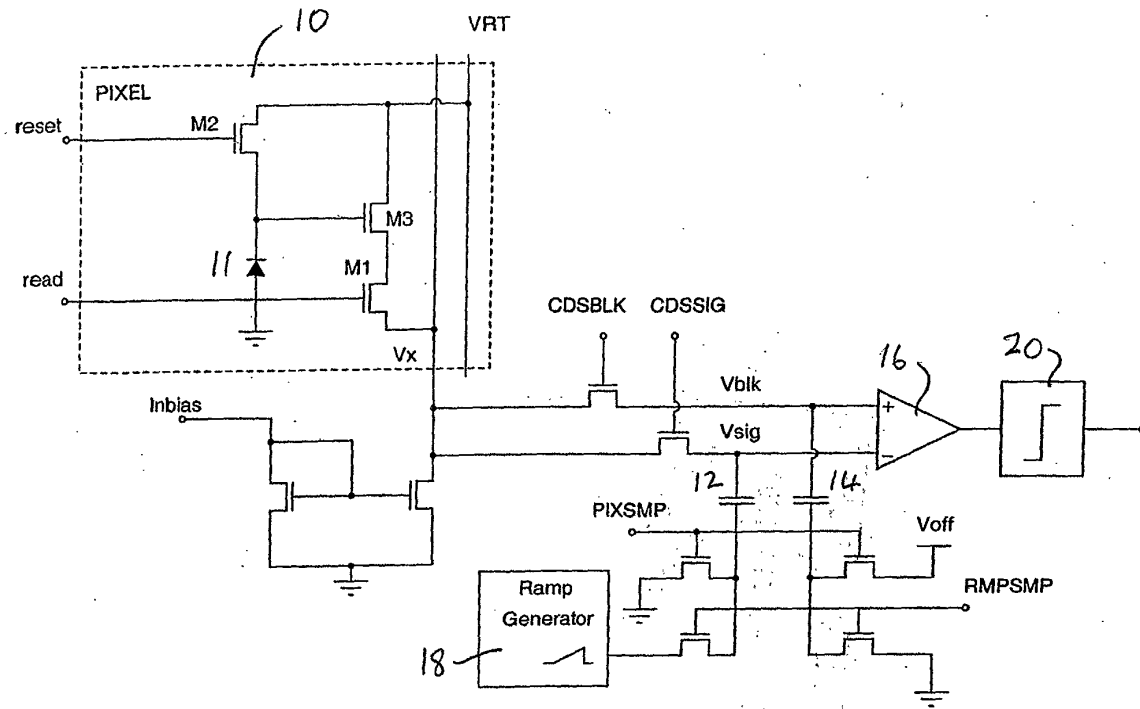 10
VRT
PIXEL
reset
M2
M3
11
M1
read
Vx
CDSBLK
CDSSIG
16
20
Inbias
Vblk
+
Vsig
−
12
14
PIXSMP
Voff
RMPSMP
Ramp
Generator
18